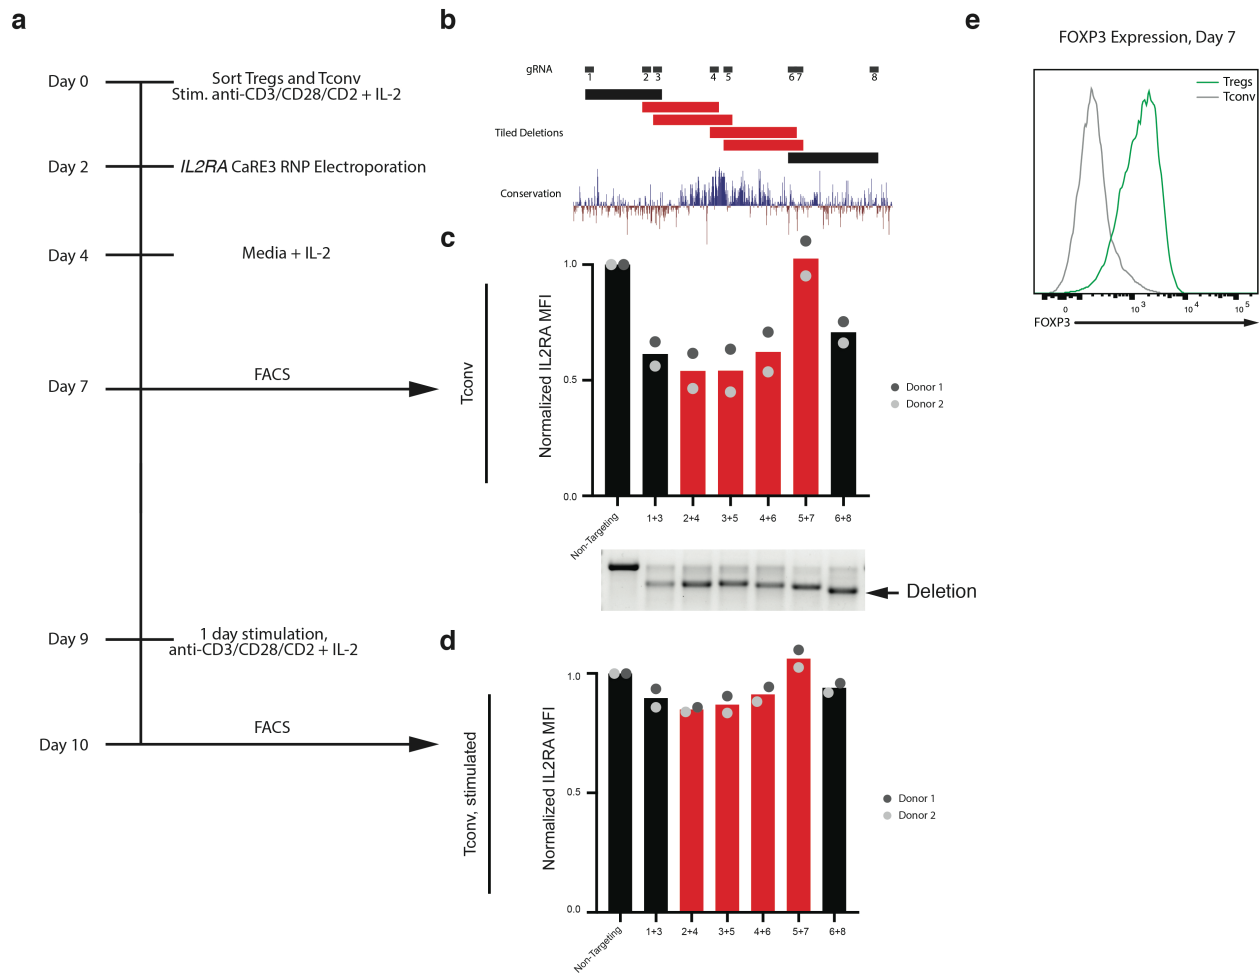 a
Day 0
Sort Tregs and Tconv
Stim. anti-CD3/CD28/CD2 + IL-2
Day 2
IL2RA CaRE3 RNP Electroporation
Day 4
Media + IL-2
Day 7
FACS
Day 9
1 day stimulation,
anti-CD3/CD28/CD2 + IL-2
Day 10
FACS
b
gRNA
1 2 3 4 5 6 7 8
Tiled Deletions
Conservation
c
Tconv
Normalized IL2RA MFI
1.0
0.5
0.0
Non-Targeting 1+3 2+4 3+5 4+6 5+7 6+8
Donor 1
Donor 2
Deletion
d
Tconv, stimulated
Normalized IL2RA MFI
1.0
0.5
0.0
Non-Targeting 1+3 2+4 3+5 4+6 5+7 6+8
Donor 1
Donor 2
e
FOXP3 Expression, Day 7
Tregs
Tconv
0 10 3 10 4 10 5
FOXP3